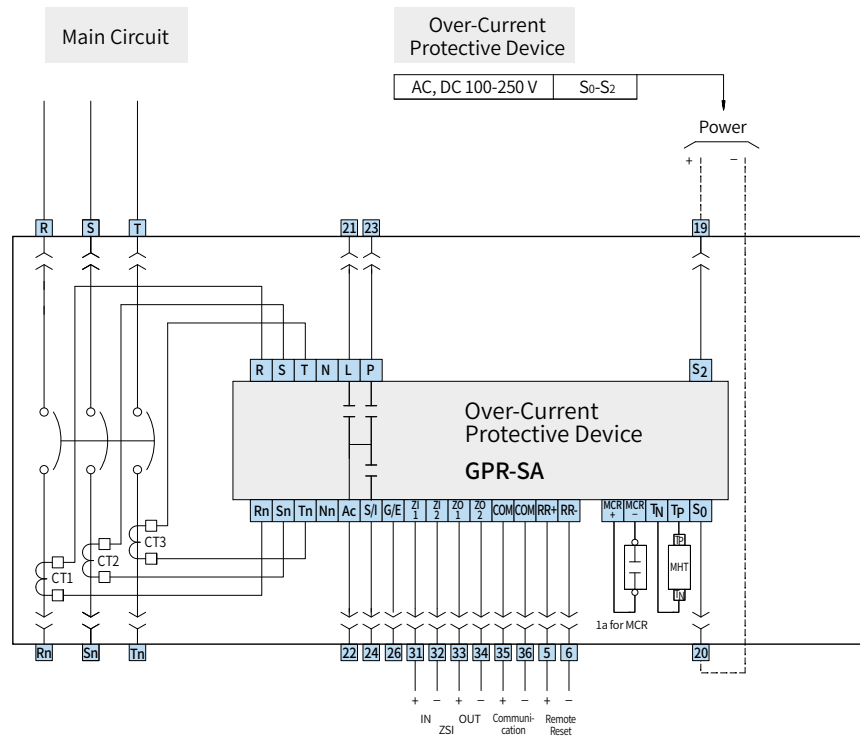 Main Circuit
Over-Current
Protective Device
AC, DC 100-250 V S0-S2
Power
+ −
R S T 21 23 19
R S T N L P S2
Over-Current
Protective Device
GPR-SA
Rn Sn Tn Nn Ac S/I G/E ZI 1 ZI 2 ZO 1 ZO 2 COM COM RR+ RR- MCR + MCR − TN TP S0
CT1 CT2 CT3
TP
MHT
TN
1a for MCR
Rn Sn Tn 22 24 26 31 32 33 34 35 36 5 6 20
+ − + − + − + −
IN OUT Communi-
cation Remote
Reset
ZSI